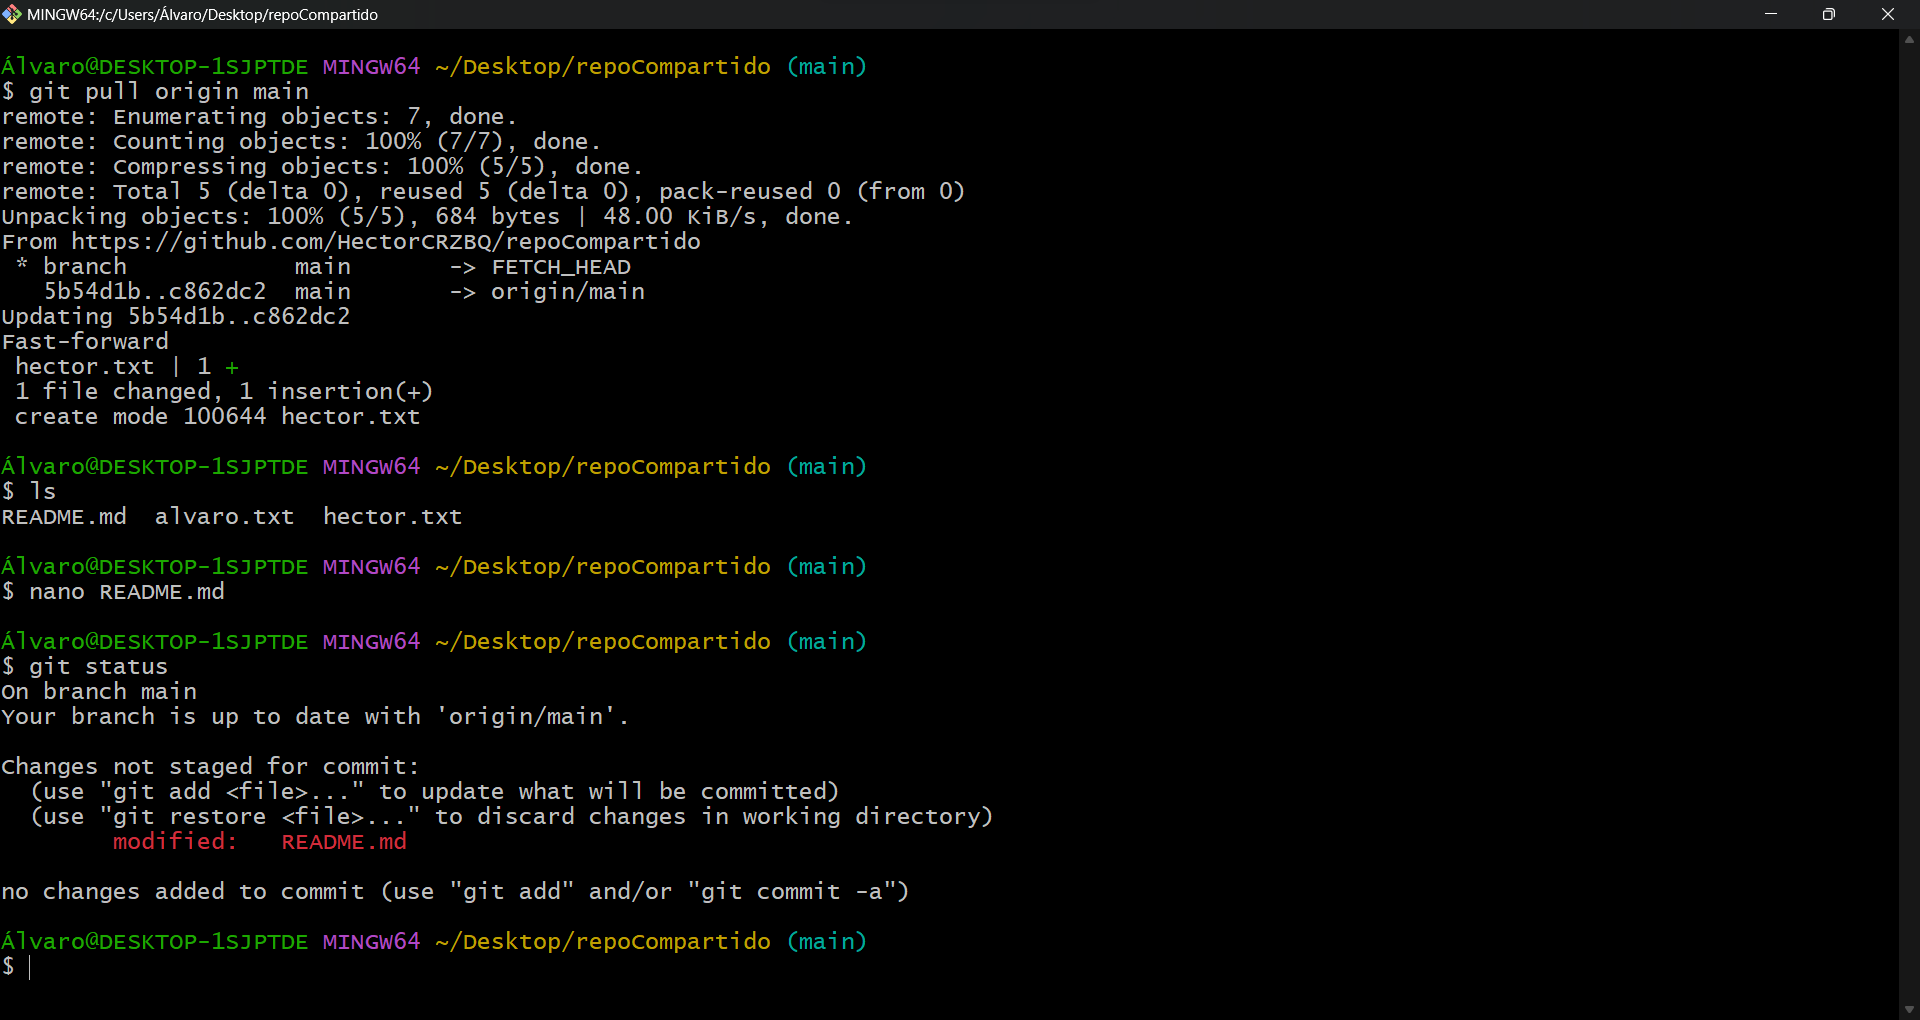 MINGW64:/c/Users/Álvaro/Desktop/repoCompartido
Álvaro@DESKTOP-1SJPTDE MINGW64 ~/Desktop/repoCompartido (main)
$ git pull origin main
remote: Enumerating objects: 7, done.
remote: Counting objects: 100% (7/7), done.
remote: Compressing objects: 100% (5/5), done.
remote: Total 5 (delta 0), reused 5 (delta 0), pack-reused 0 (from 0)
Unpacking objects: 100% (5/5), 684 bytes | 48.00 KiB/s, done.
From https://github.com/HectorCRZBQ/repoCompartido
 * branch            main       -> FETCH_HEAD
   5b54d1b..c862dc2  main       -> origin/main
Updating 5b54d1b..c862dc2
Fast-forward
 hector.txt | 1 +
 1 file changed, 1 insertion(+)
 create mode 100644 hector.txt
Álvaro@DESKTOP-1SJPTDE MINGW64 ~/Desktop/repoCompartido (main)
$ ls
README.md  alvaro.txt  hector.txt
Álvaro@DESKTOP-1SJPTDE MINGW64 ~/Desktop/repoCompartido (main)
$ nano README.md
Álvaro@DESKTOP-1SJPTDE MINGW64 ~/Desktop/repoCompartido (main)
$ git status
On branch main
Your branch is up to date with 'origin/main'.
Changes not staged for commit:
  (use "git add <file>..." to update what will be committed)
  (use "git restore <file>..." to discard changes in working directory)
        modified:   README.md
no changes added to commit (use "git add" and/or "git commit -a")
Álvaro@DESKTOP-1SJPTDE MINGW64 ~/Desktop/repoCompartido (main)
$